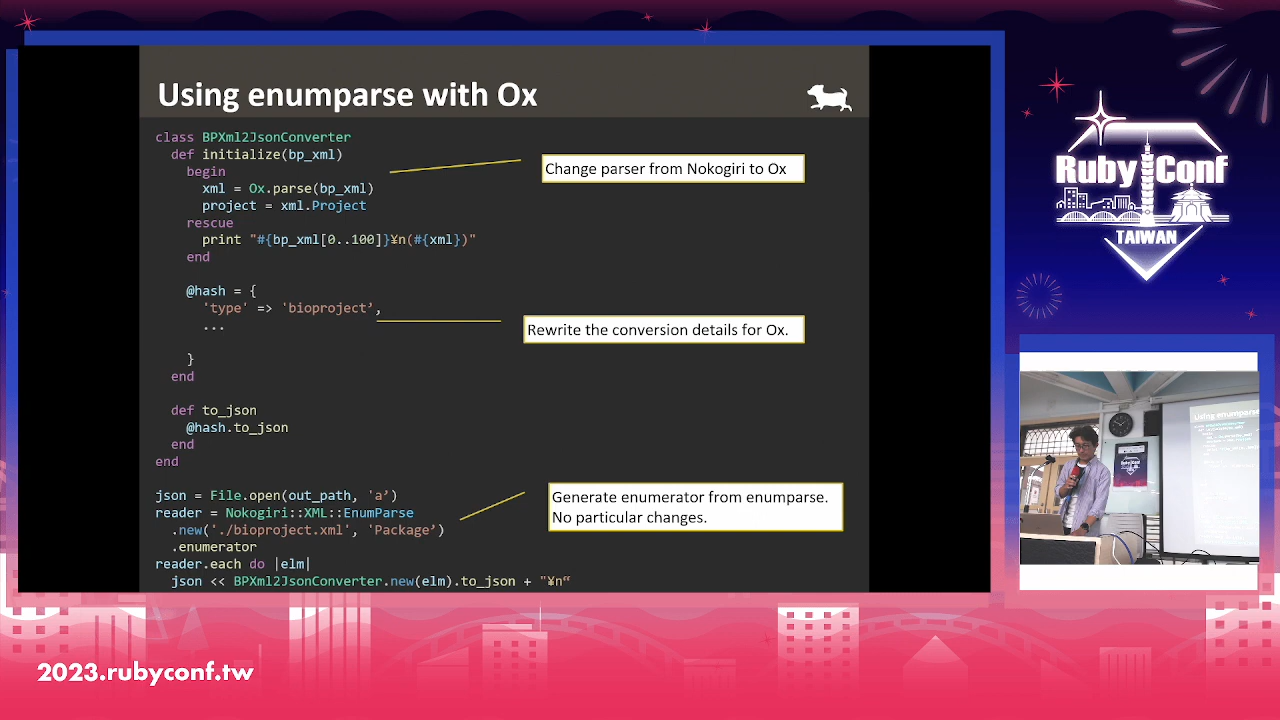 Using enumparse with Ox
class BPXml2JsonConverter
def initialize(bp_xml)
begin
xml = Ox.parse(bp_xml)
project = xml.Project
rescue
print "#{bp_xml[0..100]}¥n(#{xml})"
end
@hash = {
'type' => 'bioproject’,
...
}
end
def to_json
@hash.to_json
end
end
json = File.open(out_path, 'a’)
reader = Nokogiri::XML::EnumParse
.new('./bioproject.xml', 'Package’)
.enumerator
reader.each do |elm|
json << BPXml2JsonConverter.new(elm).to_json + "¥n“
Change parser from Nokogiri to Ox
Rewrite the conversion details for Ox.
Generate enumerator from enumparse.
No particular changes.
RubyConf
TAIWAN
Using enumparse
2023.rubyconf.tw